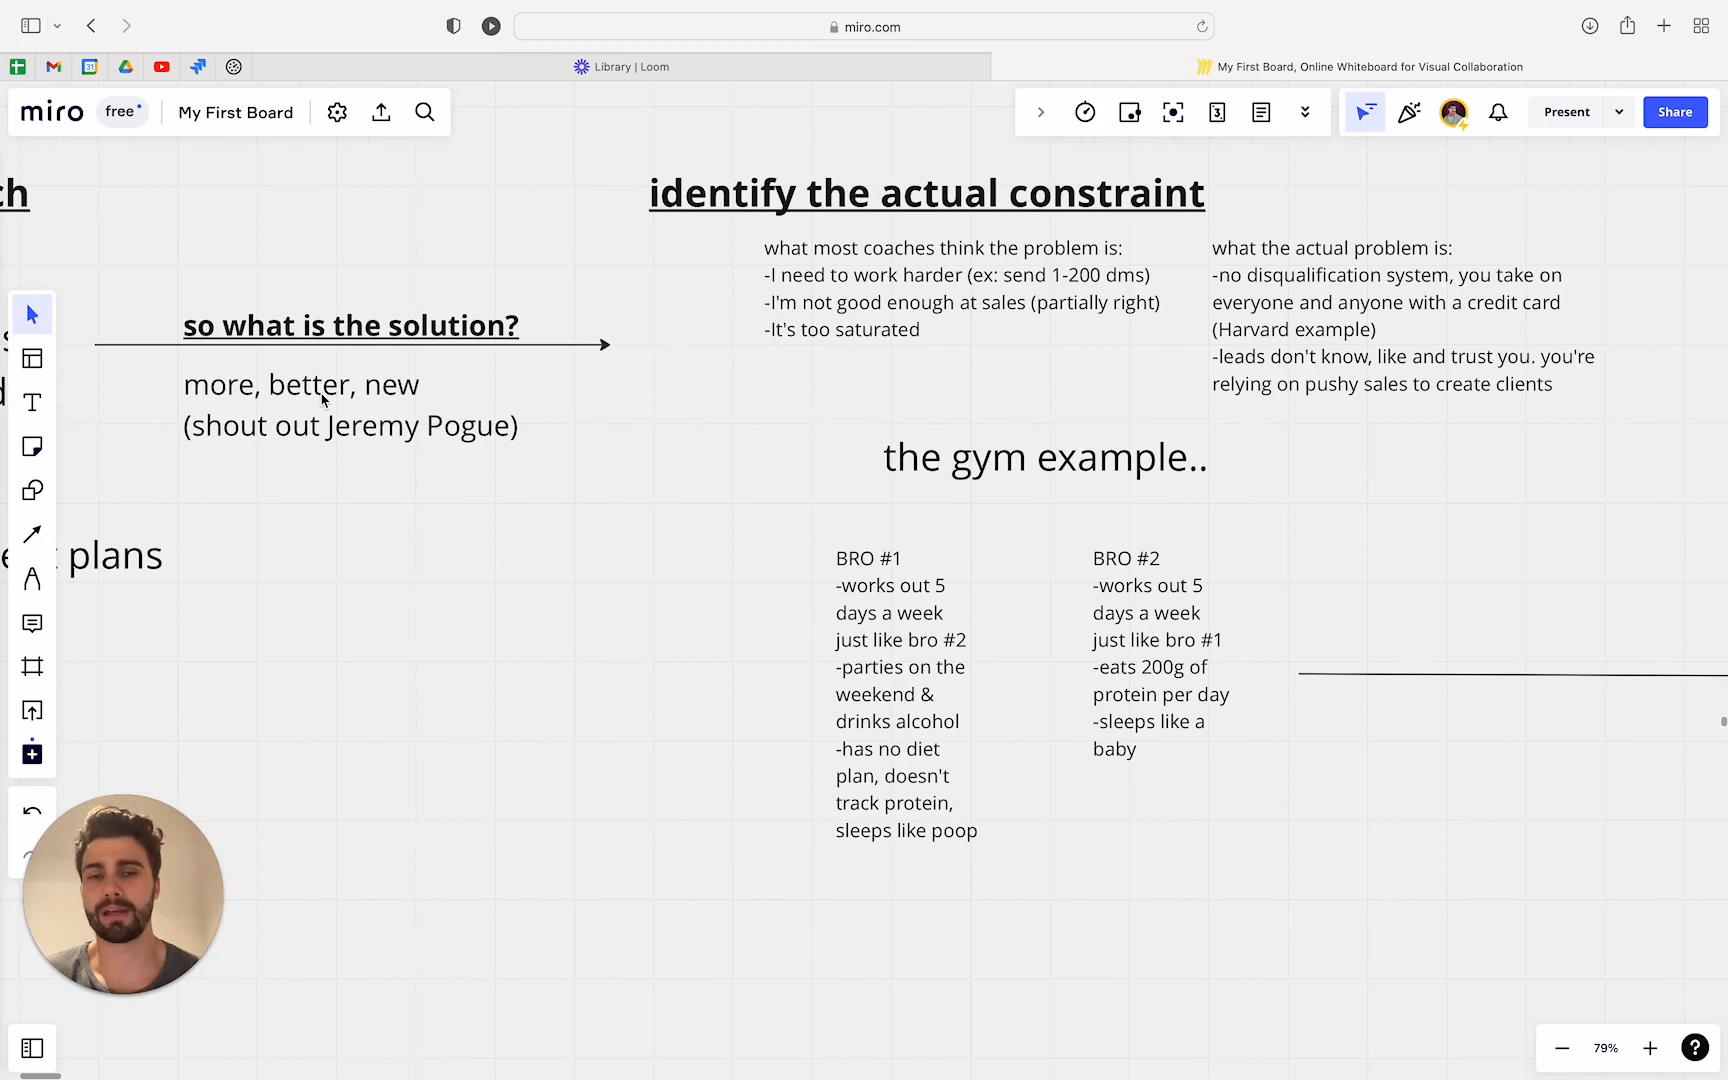 miro.com
Library | Loom
My First Board, Online Whiteboard for Visual Collaboration
31
miro
free
My First Board
3
Present
Share
ch
identify the actual constraint
what most coaches think the problem is:
-I need to work harder (ex: send 1-200 dms)
-I'm not good enough at sales (partially right)
-It's too saturated
what the actual problem is:
-no disqualification system, you take on
everyone and anyone with a credit card
(Harvard example)
-leads don't know, like and trust you. you're
relying on pushy sales to create clients
so what is the solution?
more, better, new
(shout out Jeremy Pogue)
the gym example..
plans
BRO #1
-works out 5
days a week
just like bro #2
-parties on the
weekend &
drinks alcohol
-has no diet
plan, doesn't
track protein,
sleeps like poop
BRO #2
-works out 5
days a week
just like bro #1
-eats 200g of
protein per day
-sleeps like a
baby
79%